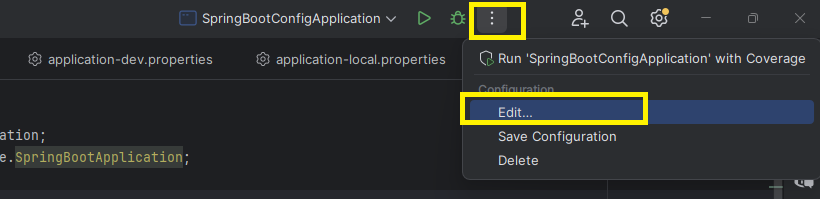 SpringBootConfigApplication
application-dev.properties
application-local.properties
Run 'SpringBootConfigApplication' with Coverage
Configuration
Edit...
ation;
Save Configuration
e.SpringBootApplication;
Delete